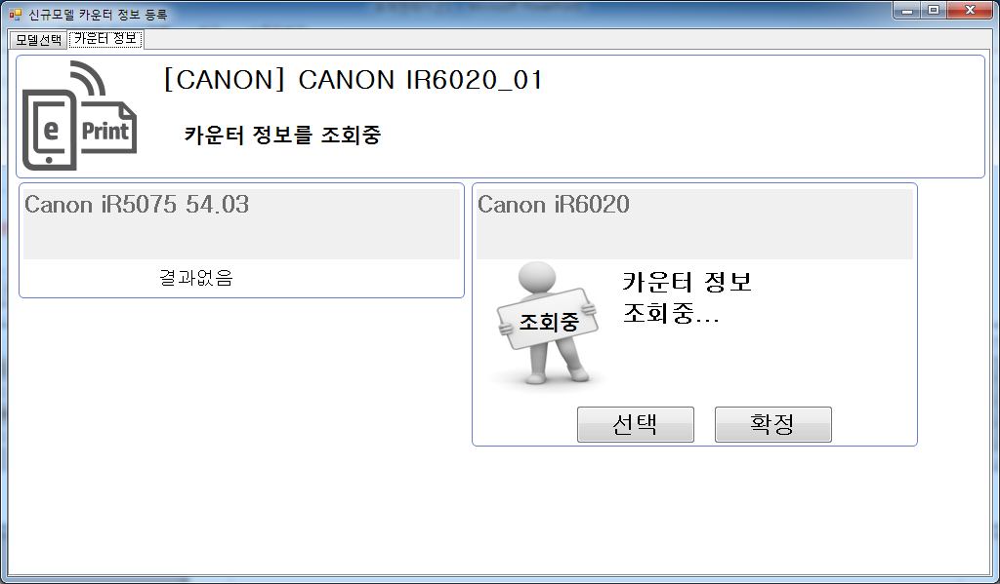 신규모델 카운터 정보 등록
모델선택 카운터 정보
[CANON] CANON IR6020_01
e Print
카운터 정보를 조회중
Canon iR5075 54.03
결과없음
Canon iR6020
조회중
카운터 정보
조회중...
선택 확정